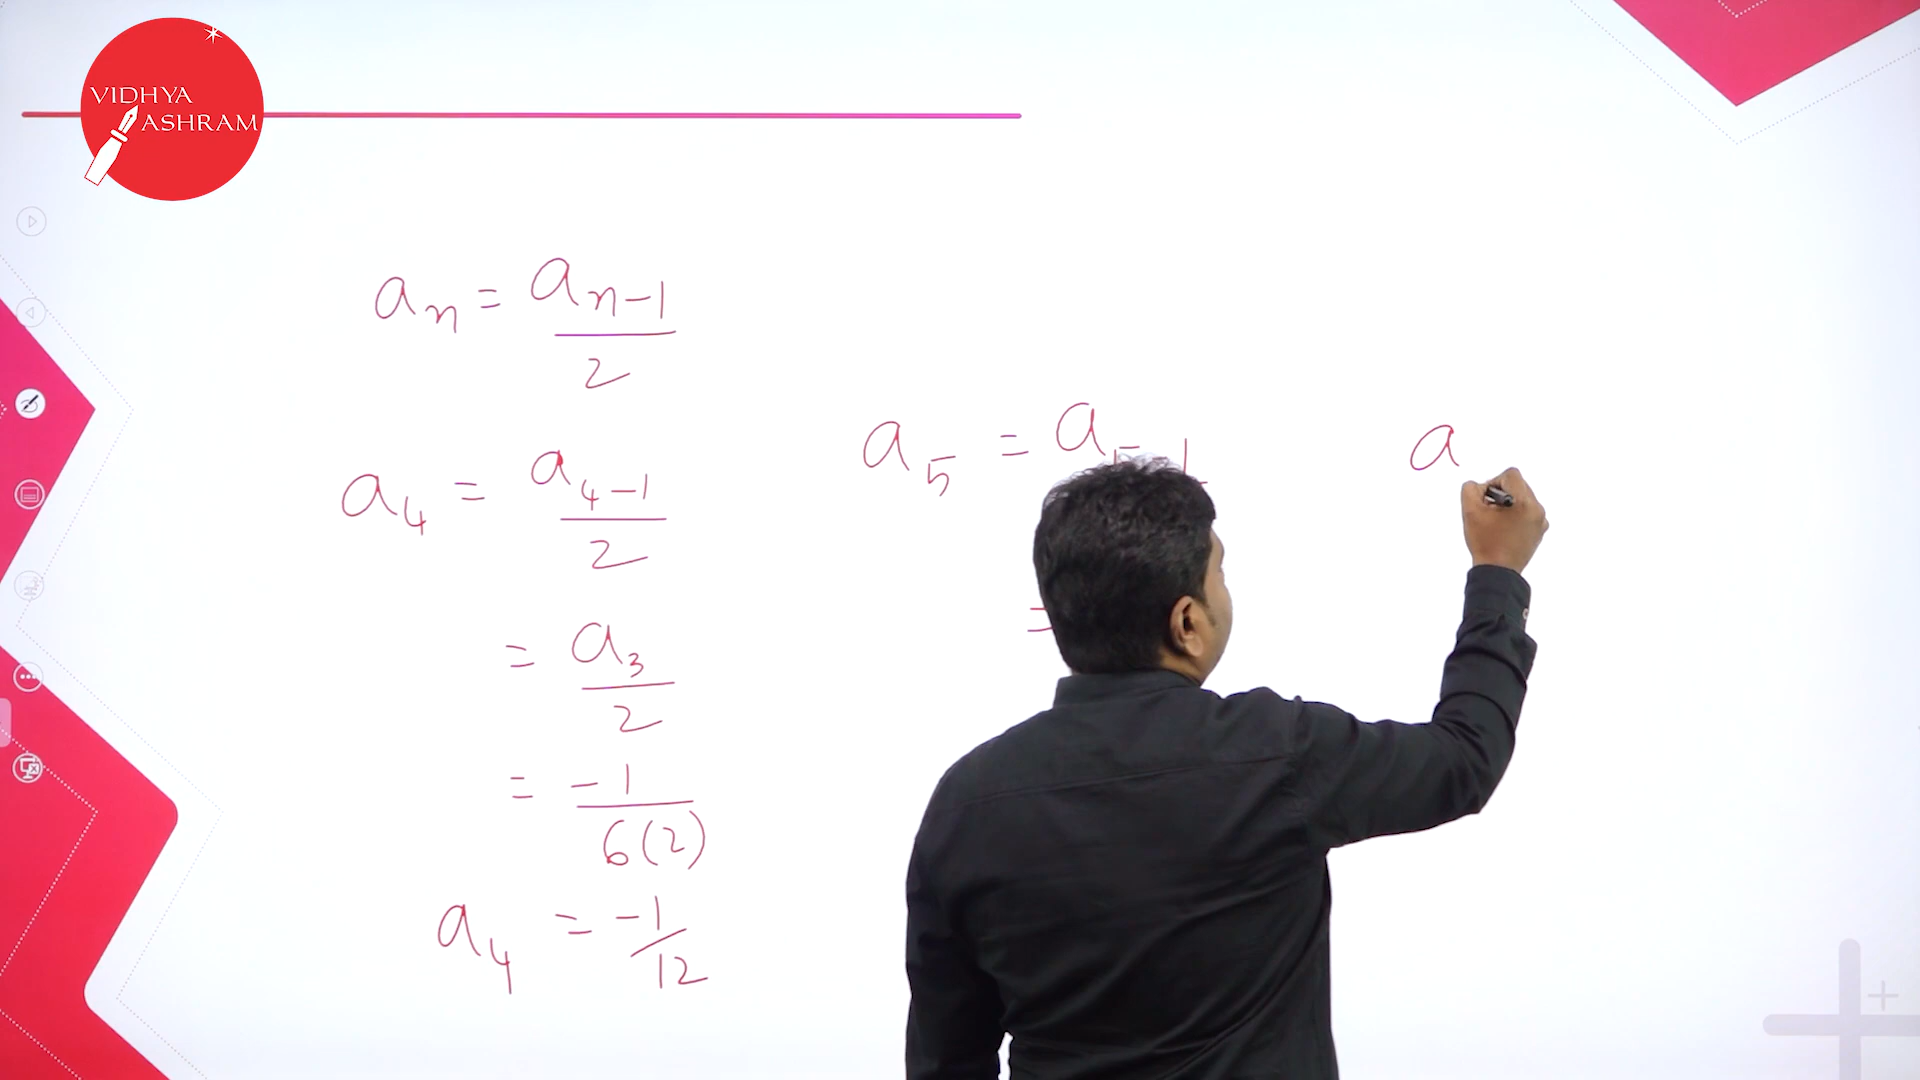 VIDHYA
ASHRAM
aₙ = aₙ₋₁ / 2
a₄ = a₄₋₁ / 2
= a₃ / 2
= -1 / 6(2)
a₄ = -1/12
a₅ = a
a